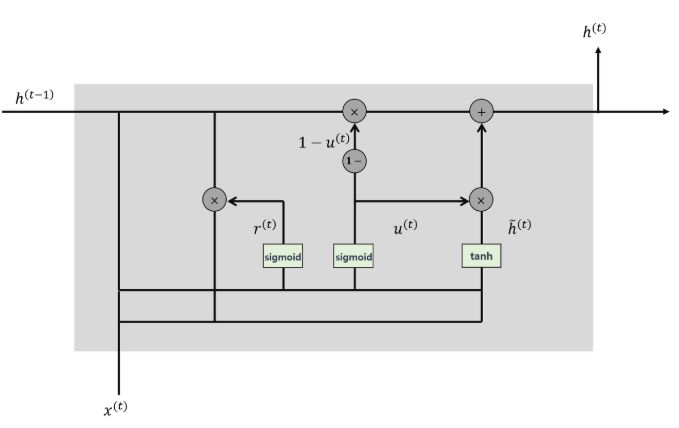 h^(t)
h^(t−1)
×
+
1 − u^(t)
1 −
×
×
r^(t)
u^(t)
h̃^(t)
sigmoid
sigmoid
tanh
x^(t)